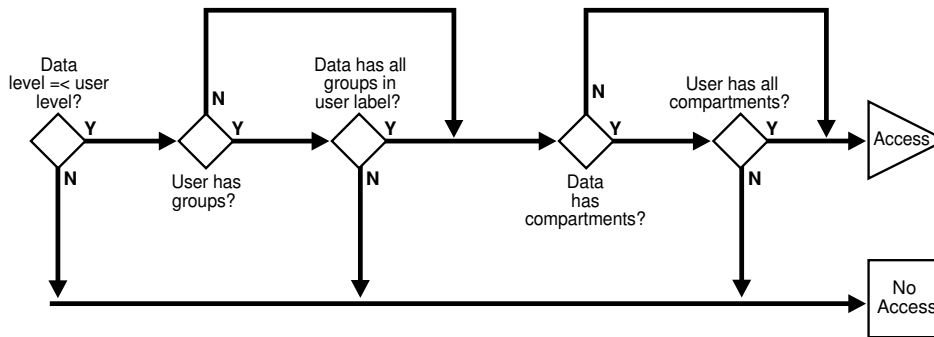 Data
level =< user
level?
Y
N
N
Y
User has
groups?
Data has all
groups in
user label?
Y
N
N
Y
Data
has
compartments?
User has all
compartments?
Y
N
Access
No
Access